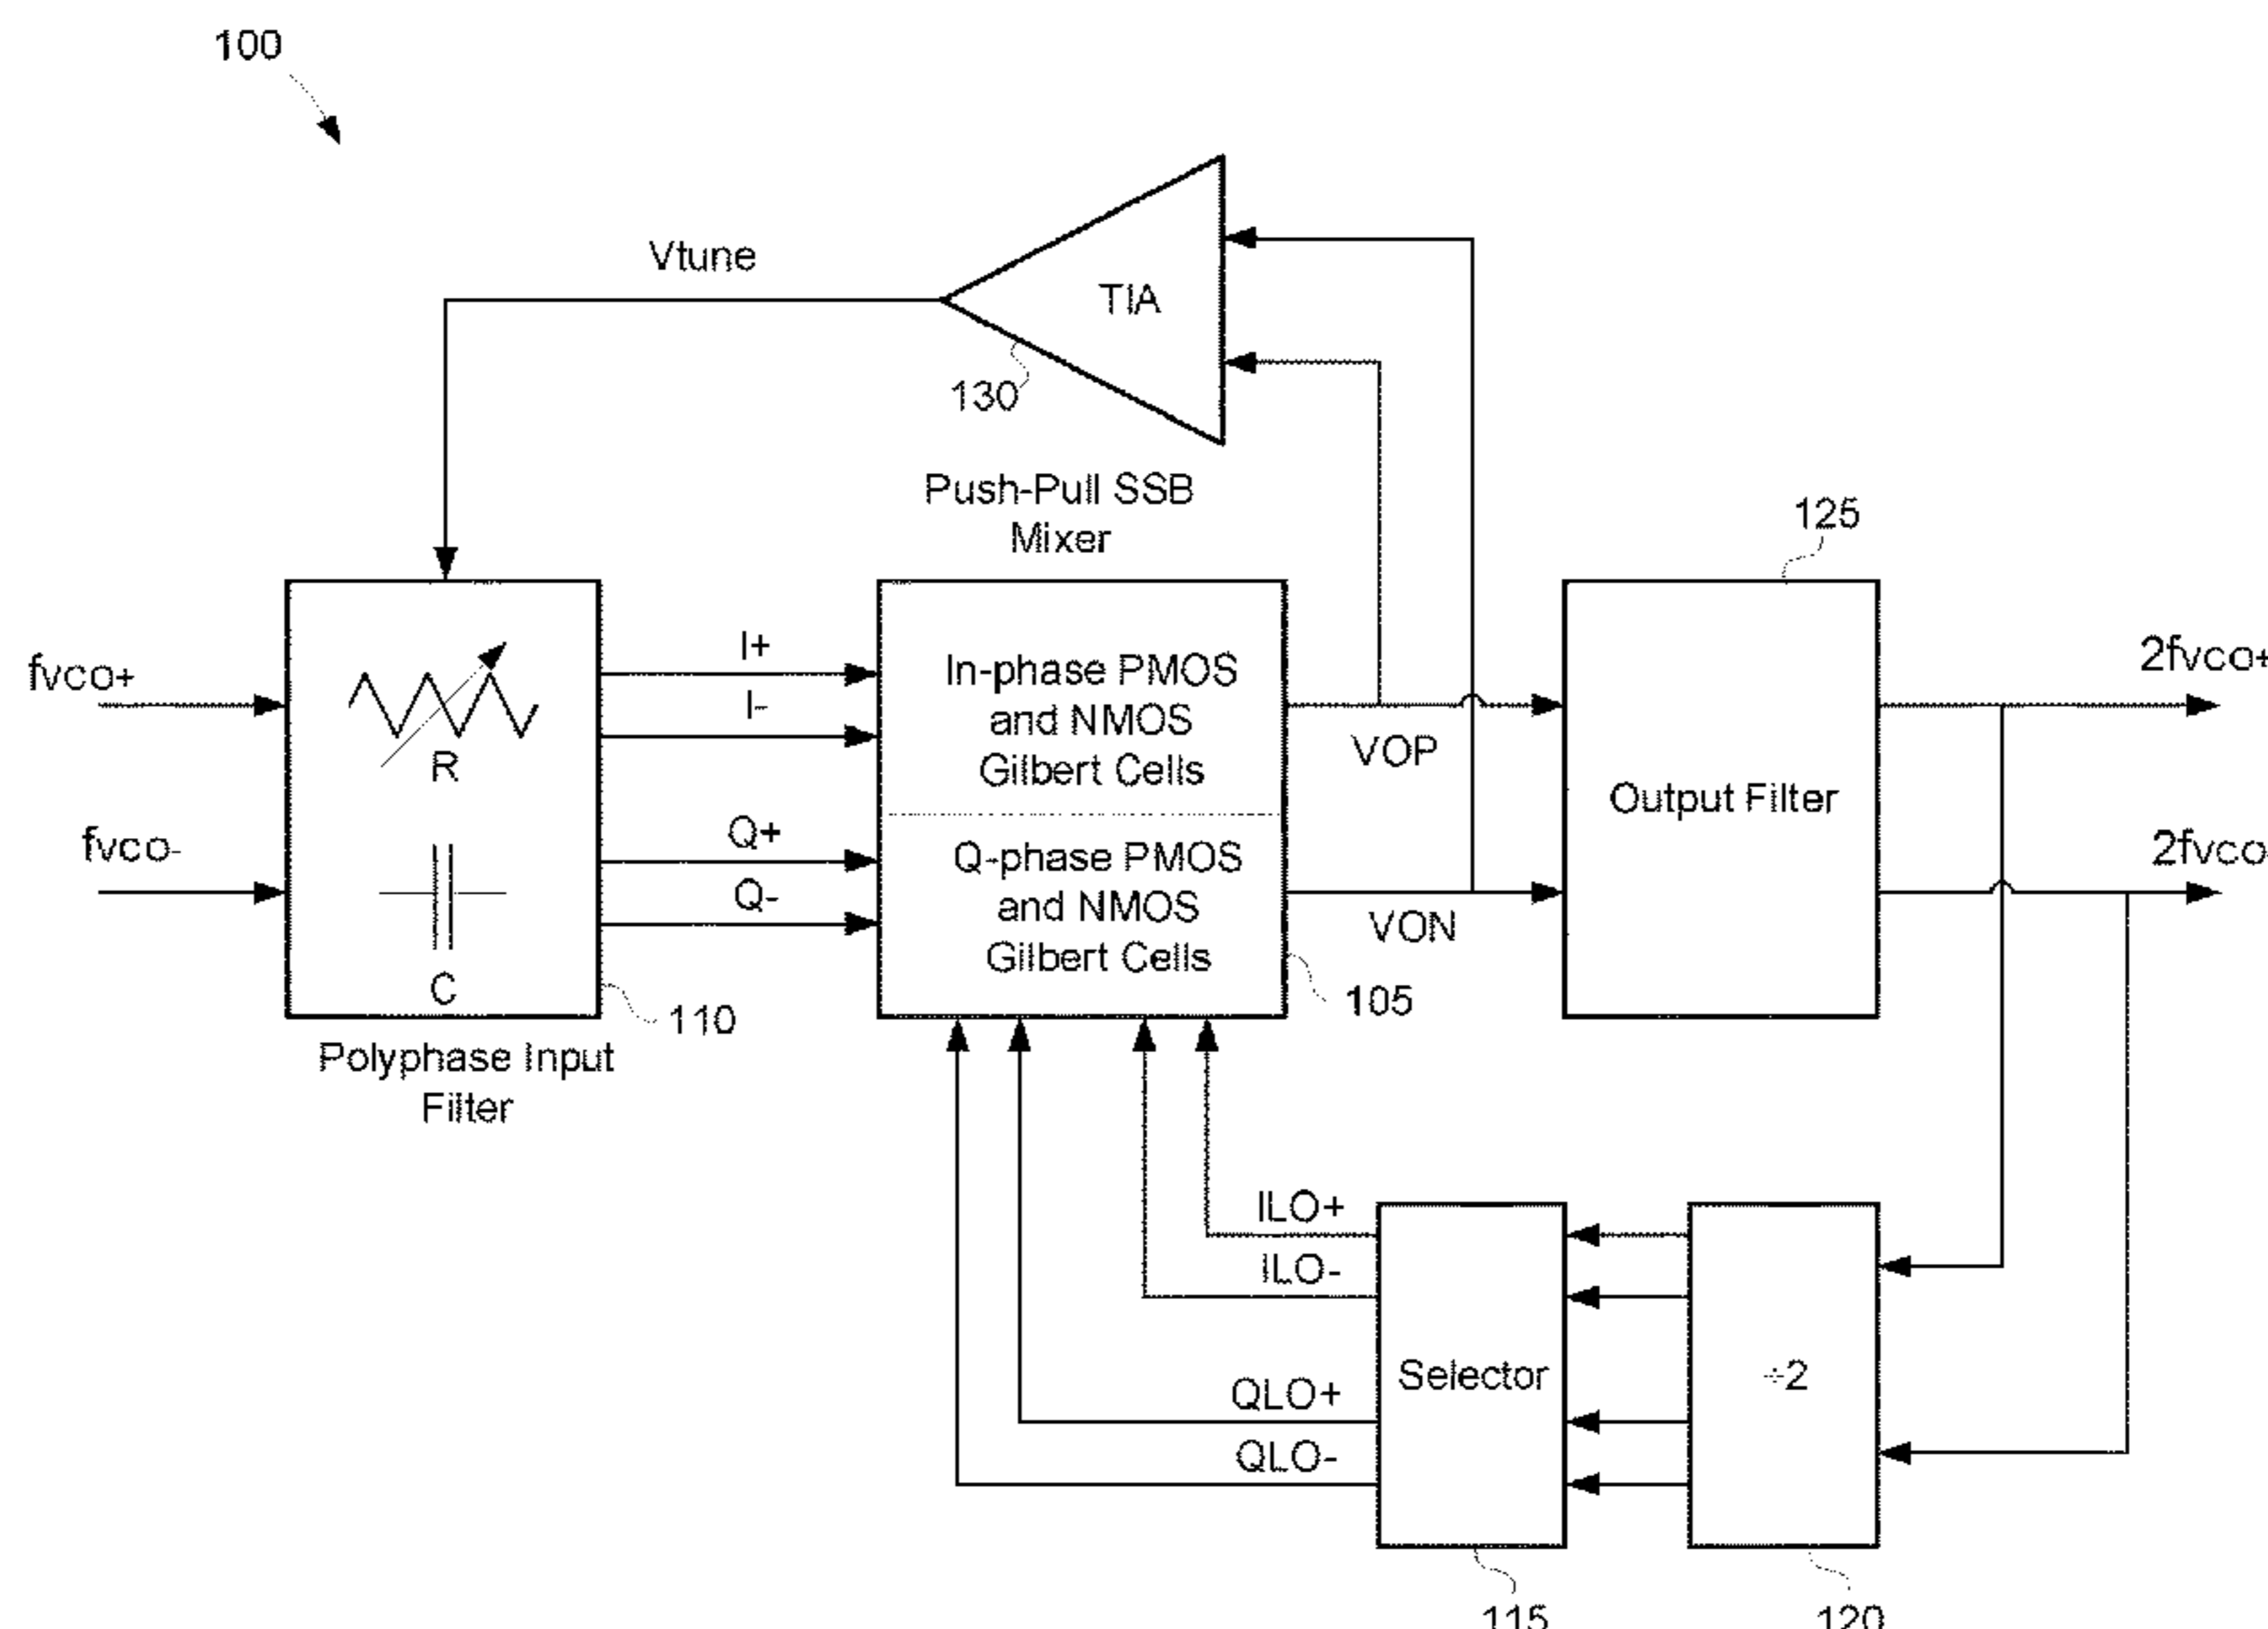 100
Vtune
TIA
130
Push-Pull SSB
Mixer
125
fvco+
fvco-
R
C
110
Polyphase Input
Filter
I+
I-
Q+
Q-
In-phase PMOS
and NMOS
Gilbert Cells
Q-phase PMOS
and NMOS
Gilbert Cells
105
VOP
VON
Output Filter
2fvco+
2fvco-
ILO+
ILO-
QLO+
QLO-
Selector
÷2
115
120